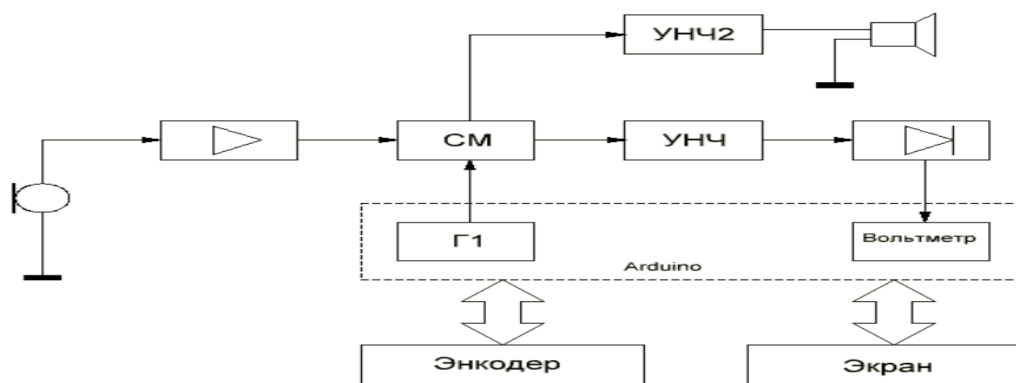 УНЧ2
СМ
УНЧ
Г1
Вольтметр
Arduino
Энкодер
Экран